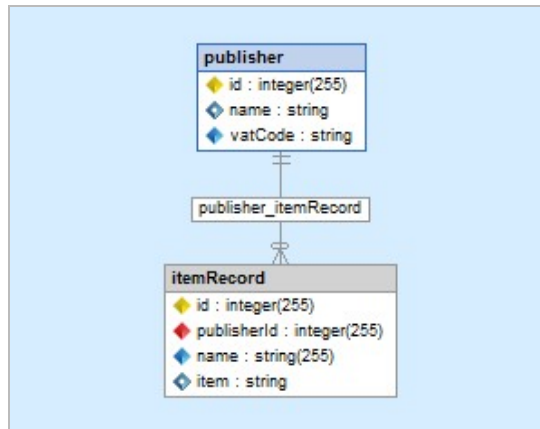 publisher
id : integer(255)
name : string
vatCode : string
publisher_itemRecord
itemRecord
id : integer(255)
publisherId : integer(255)
name : string(255)
item : string